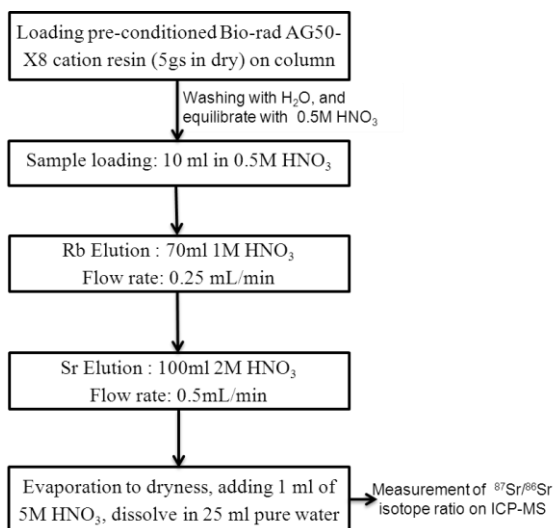 Loading pre-conditioned Bio-rad AG50-
X8 cation resin (5gs in dry) on column
Washing with H₂O, and
equilibrate with 0.5M HNO₃
Sample loading: 10 ml in 0.5M HNO₃
Rb Elution : 70ml 1M HNO₃
Flow rate: 0.25 mL/min
Sr Elution : 100ml 2M HNO₃
Flow rate: 0.5mL/min
Evaporation to dryness, adding 1 ml of
5M HNO₃, dissolve in 25 ml pure water
Measurement of ⁸⁷Sr/⁸⁶Sr
isotope ratio on ICP-MS